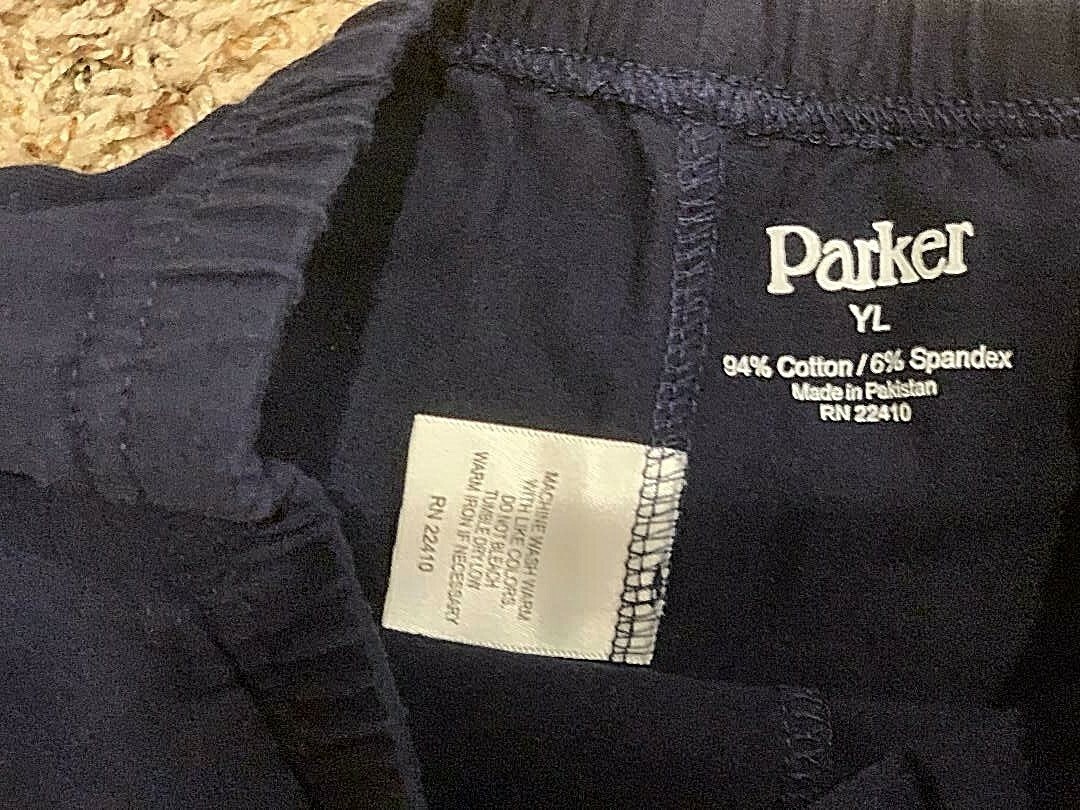 Parker
YL
94% Cotton / 6% Spandex
Made in Pakistan
RN 22410
MACHINE WASH WARM
WITH LIKE COLORS.
DO NOT BLEACH
TUMBLE DRY LOW
WARM IRON IF NECESSARY
RN 22410